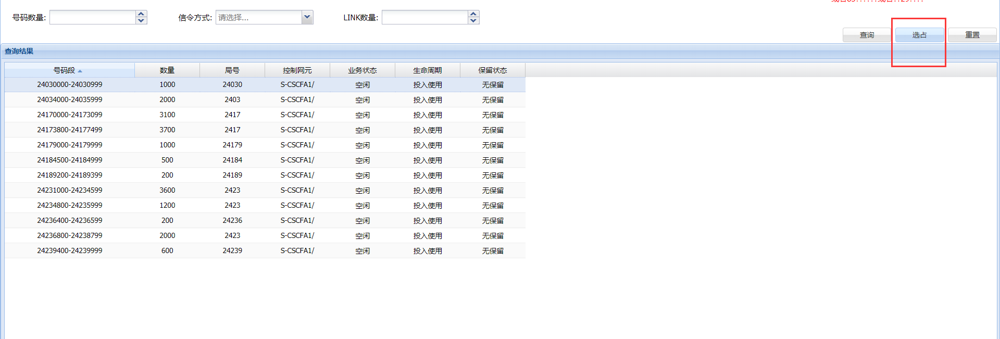 号码数量:  信令方式: 请选择...  LINK数量:
查询 选占 重置
查询结果
号码段 数量 局号 控制网元 业务状态 生命周期 保留状态
24030000-24030999 1000 24030 S-CSCFA1/ 空闲 投入使用 无保留
24034000-24035999 2000 2403 S-CSCFA1/ 空闲 投入使用 无保留
24170000-24173099 3100 2417 S-CSCFA1/ 空闲 投入使用 无保留
24173800-24177499 3700 2417 S-CSCFA1/ 空闲 投入使用 无保留
24179000-24179999 1000 24179 S-CSCFA1/ 空闲 投入使用 无保留
24184500-24184999 500 24184 S-CSCFA1/ 空闲 投入使用 无保留
24189200-24189399 200 24189 S-CSCFA1/ 空闲 投入使用 无保留
24231000-24234599 3600 2423 S-CSCFA1/ 空闲 投入使用 无保留
24234800-24235999 1200 2423 S-CSCFA1/ 空闲 投入使用 无保留
24236400-24236599 200 24236 S-CSCFA1/ 空闲 投入使用 无保留
24236800-24238799 2000 2423 S-CSCFA1/ 空闲 投入使用 无保留
24239400-24239999 600 24239 S-CSCFA1/ 空闲 投入使用 无保留